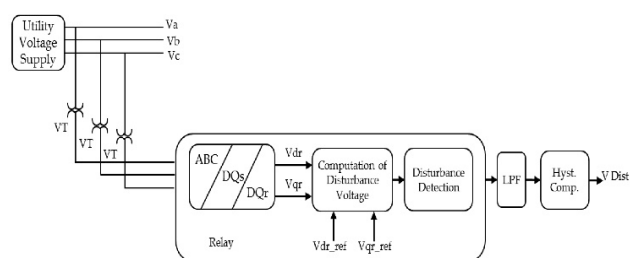 Utility
Voltage
Supply
Va
Vb
Vc
VT
VT
VT
ABC
DQs
DQr
Vdr
Vqr
Computation of
Disturbance
Voltage
Disturbance
Detection
LPF
Hyst.
Comp.
V Dist
Relay
Vdr_ref
Vqr_ref